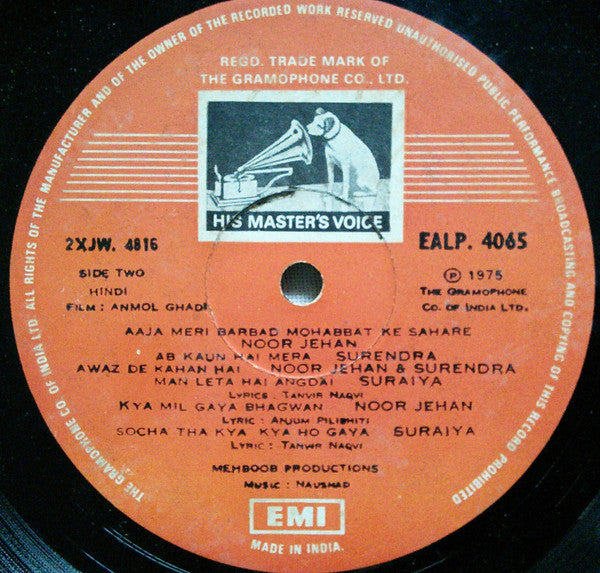 THE GRAMOPHONE CO. OF INDIA LTD. ALL RIGHTS OF THE MANUFACTURER AND OF THE OWNER OF THE RECORDED WORK RESERVED UNAUTHORISED PUBLIC PERFORMANCE BROADCASTING AND COPYING OF THIS RECORD PROHIBITED
REGD. TRADE MARK OF
THE GRAMOPHONE CO., LTD.
HIS MASTER'S VOICE
2XJW. 4816
EALP. 4065
SIDE TWO
HINDI
FILM : ANMOL GHADI
℗ 1975
THE GRAMOPHONE
CO. OF INDIA LTD.
AAJA MERI BARBAD MOHABBAT KE SAHARE
NOOR JEHAN
AB KAUN HAI MERA SURENDRA
AWAZ DE KAHAN HAI NOOR JEHAN & SURENDRA
MAN LETA HAI ANGDAI SURAIYA
LYRICS : TANVIR NAQVI
KYA MIL GAYA BHAGWAN NOOR JEHAN
LYRIC : ANJUM PILIBHITI
SOCHA THA KYA KYA HO GAYA SURAIYA
LYRIC : TANVIR NAQVI
MEHBOOB PRODUCTIONS
MUSIC : NAUSHAD
EMI
MADE IN INDIA.